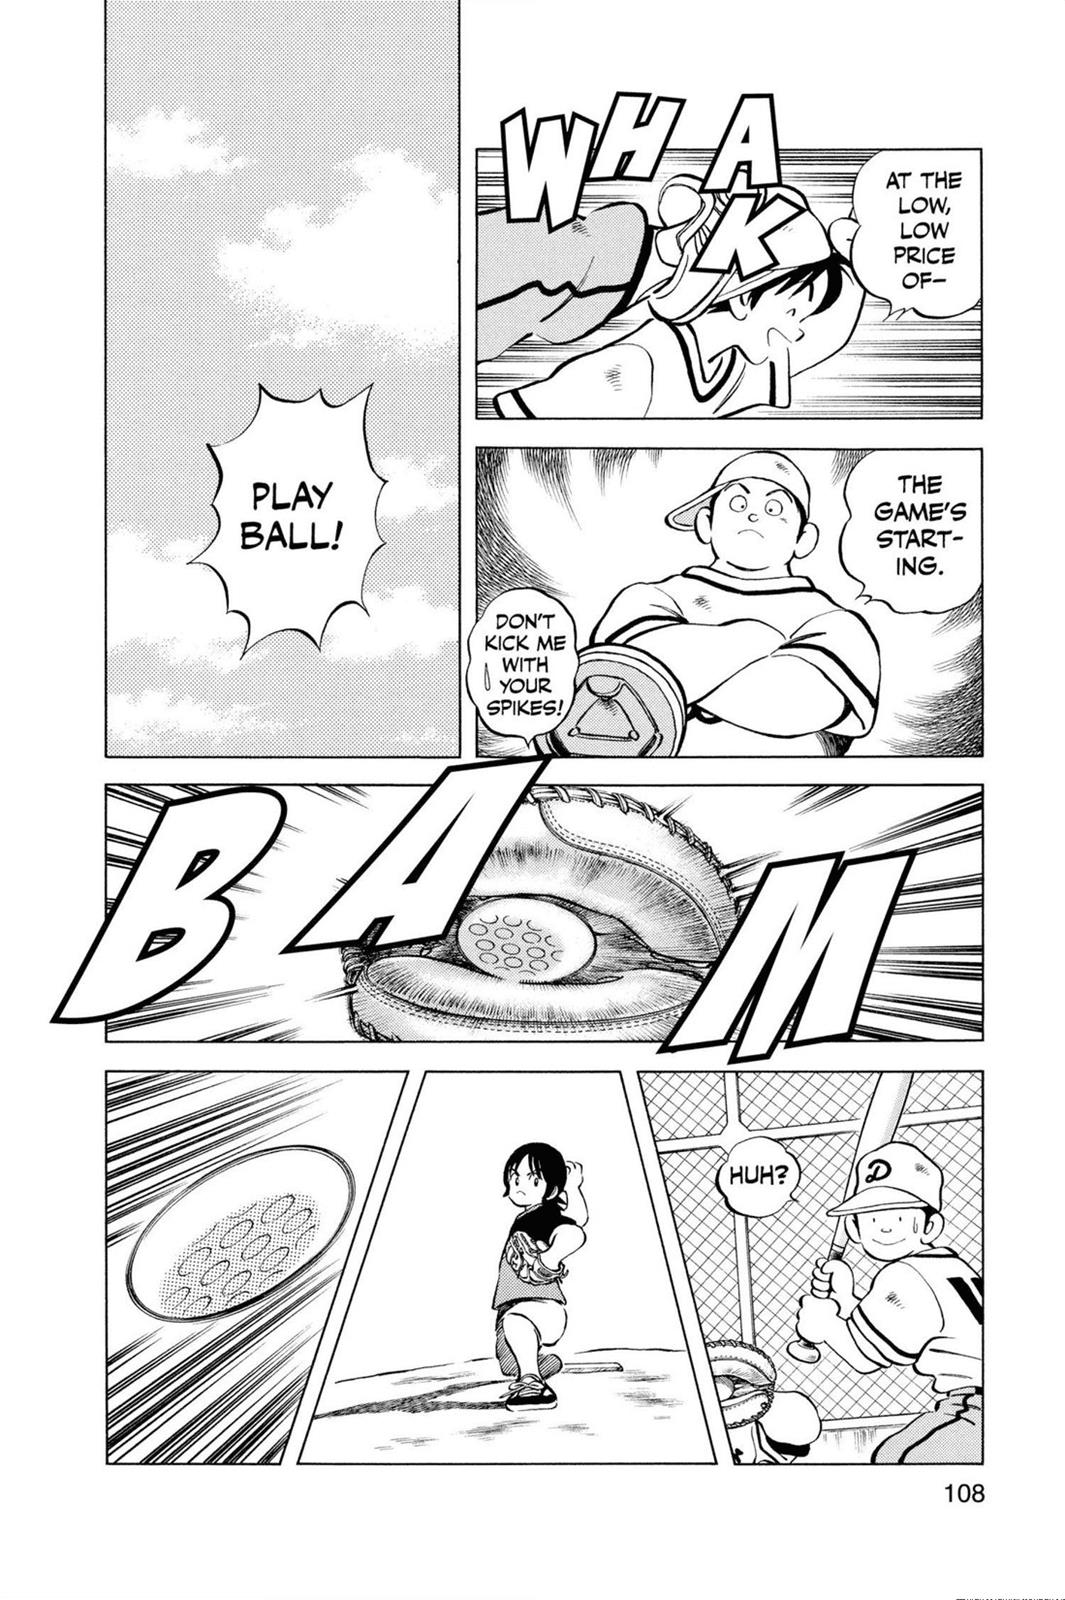 WHAK
AT THE
LOW,
LOW
PRICE
OF–
THE
GAME'S
START-
ING.
DON'T
KICK ME
WITH
YOUR
SPIKES!
PLAY
BALL!
BAM
HUH?
D
108